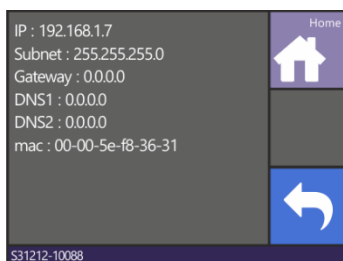 IP : 192.168.1.7
Home
Subnet : 255.255.255.0
Gateway : 0.0.0.0
DNS1 : 0.0.0.0
DNS2 : 0.0.0.0
mac : 00-00-5e-f8-36-31
S31212-10088